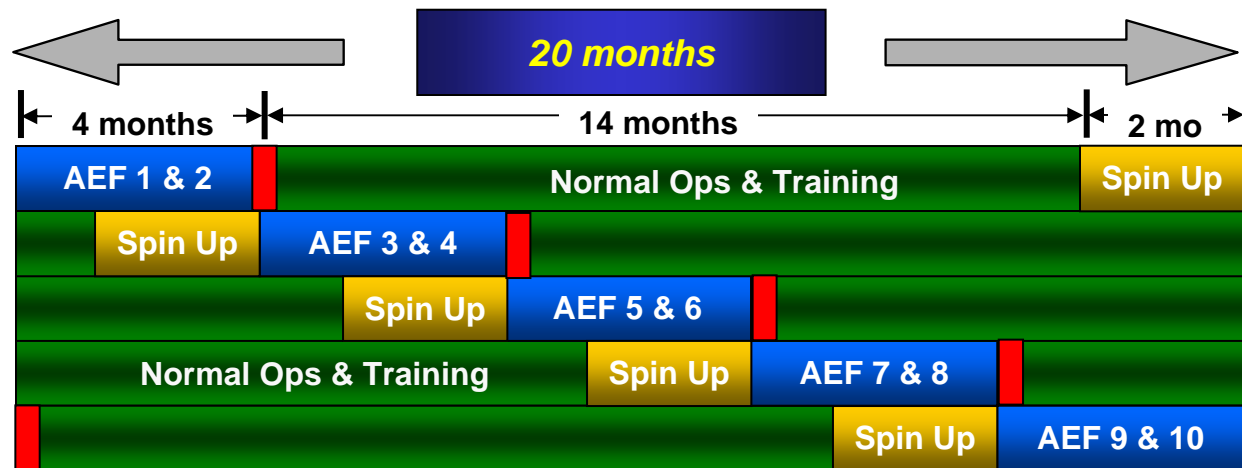 20 months
4 months
14 months
2 mo
AEF 1 & 2
Normal Ops & Training
Spin Up
Spin Up
AEF 3 & 4
Spin Up
AEF 5 & 6
Normal Ops & Training
Spin Up
AEF 7 & 8
Spin Up
AEF 9 & 10